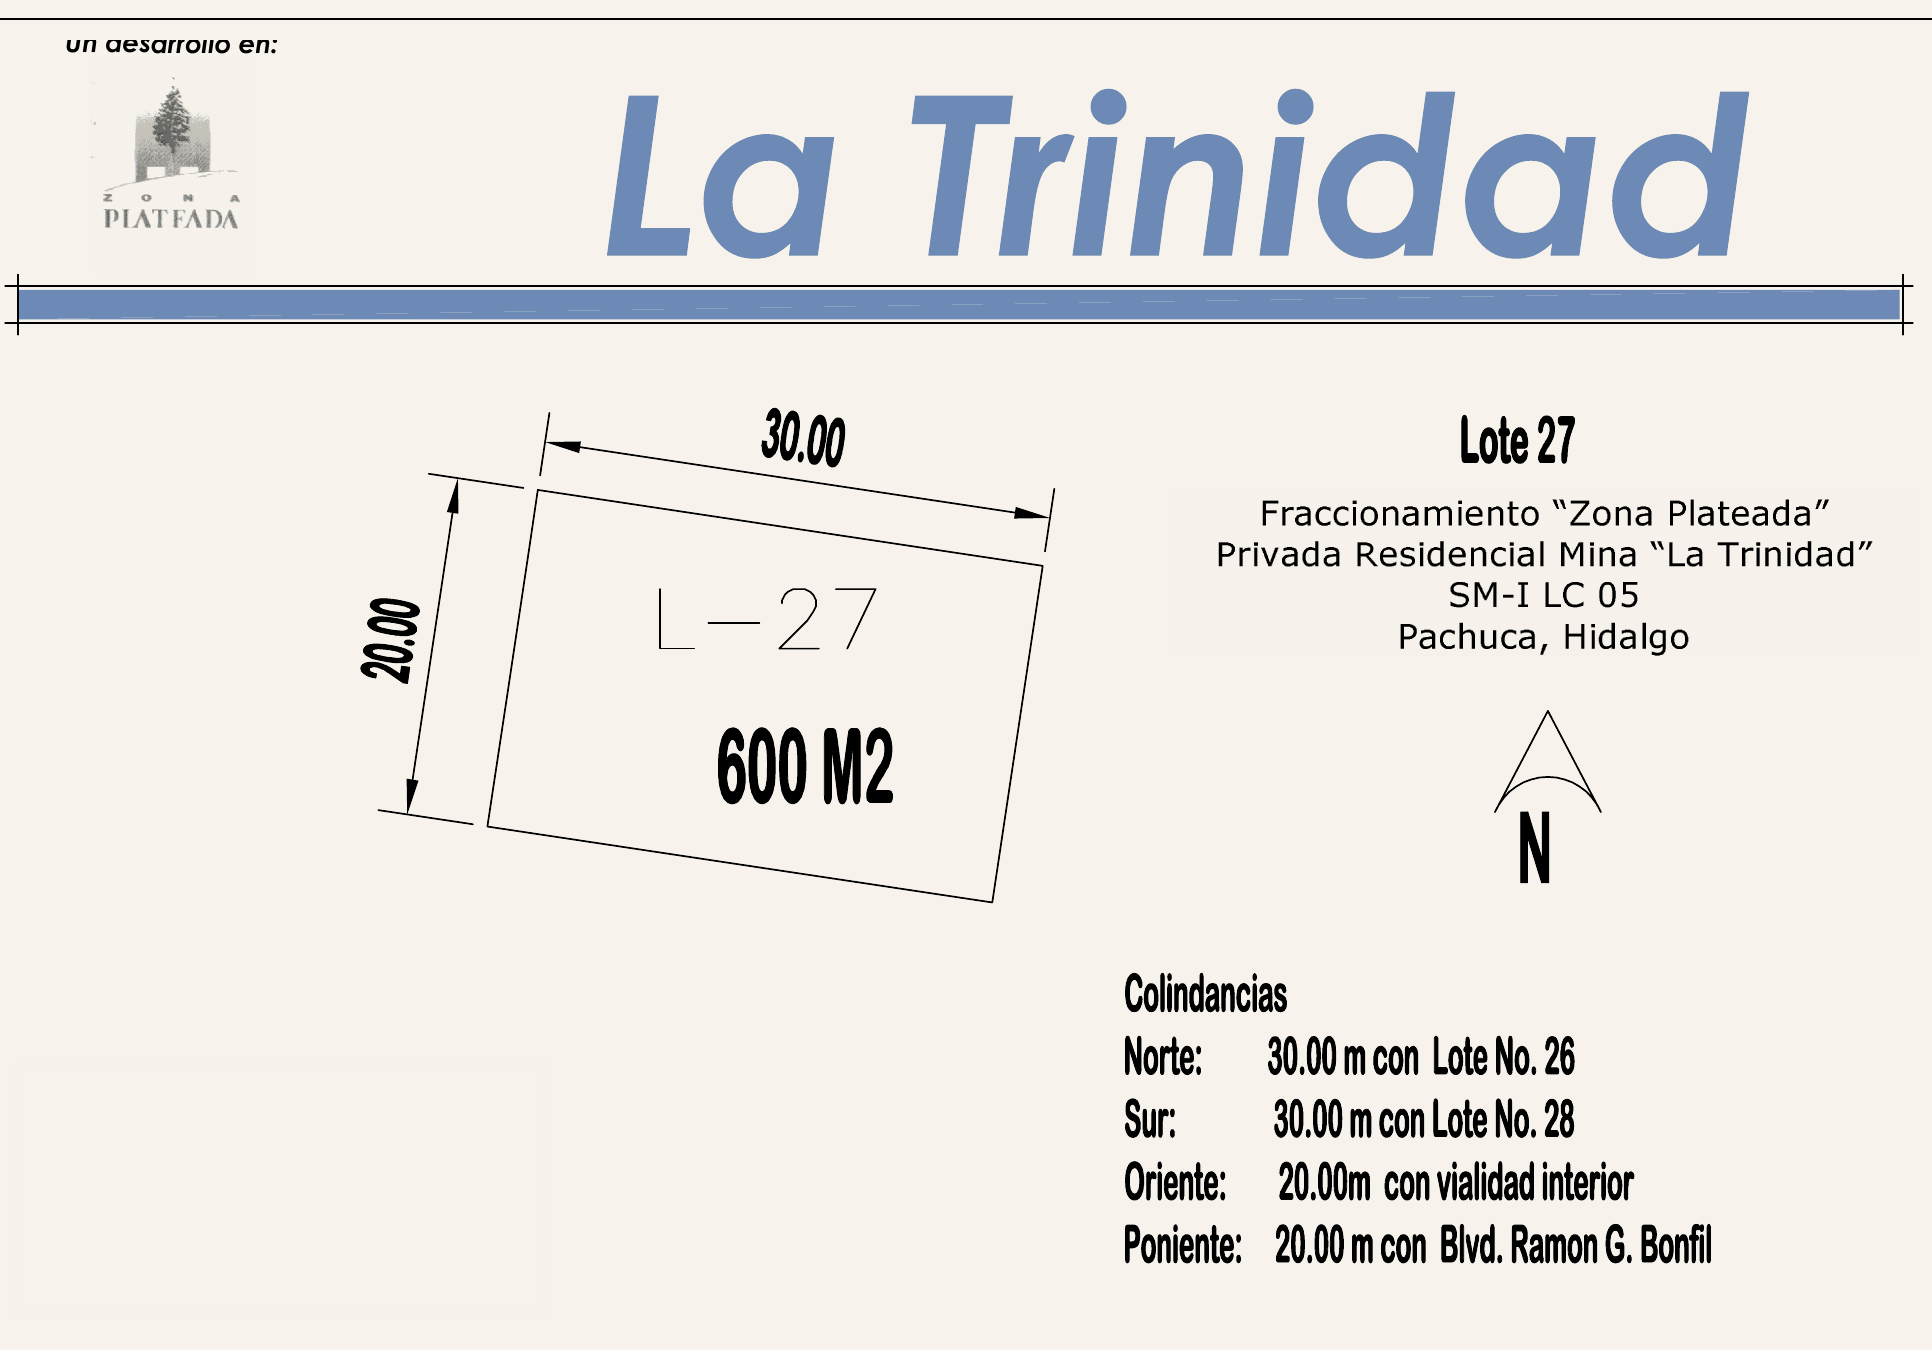 Un desarrollo en:
ZONA
PLATEADA
La Trinidad
30.00
20.00
L-27
600 M2
Lote 27
Fraccionamiento “Zona Plateada”
Privada Residencial Mina “La Trinidad”
SM-I LC 05
Pachuca, Hidalgo
N
Colindancias
Norte: 30.00 m con Lote No. 26
Sur: 30.00 m con Lote No. 28
Oriente: 20.00m con vialidad interior
Poniente: 20.00 m con Blvd. Ramon G. Bonfil